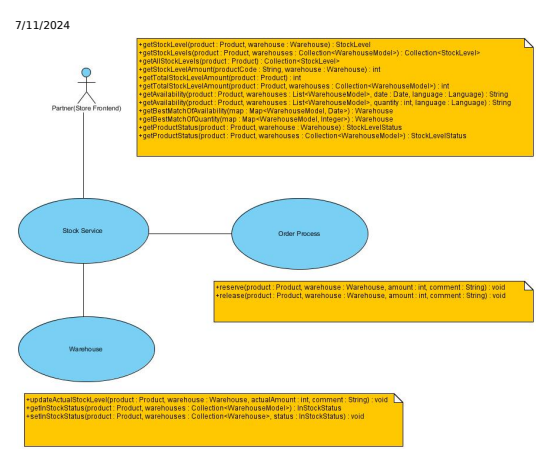 7/11/2024
+getStockLevel(product : Product, warehouse : Warehouse) : StockLevel
+getStockLevels(product : Product, warehouses : Collection<WarehouseModel>) : Collection<StockLevel>
+getAllStockLevels(product : Product) : Collection<StockLevel>
+getStockLevelAmount(productCode : String, warehouse : Warehouse) : int
+getTotalStockLevelAmount(product : Product) : int
+getTotalStockLevelAmount(product : Product, warehouses : Collection<WarehouseModel>) : int
+getAvailability(product : Product, warehouses : List<WarehouseModel>, date : Date, language : Language) : String
+getAvailability(product : Product, warehouses : List<WarehouseModel>, quantity : int, language : Language) : String
+getBestMatchOfAvailability(map : Map<WarehouseModel, Date>) : Warehouse
+getBestMatchOfQuantity(map : Map<WarehouseModel, Integer>) : Warehouse
+getProductStatus(product : Product, warehouse : Warehouse) : StockLevelStatus
+getProductStatus(product : Product, warehouses : Collection<WarehouseModel>) : StockLevelStatus
Partner(Store Frontend)
Stock Service
Order Process
+reserve(product : Product, warehouse : Warehouse, amount : int, comment : String) : void
+release(product : Product, warehouse : Warehouse, amount : int, comment : String) : void
Warehouse
+updateActualStockLevel(product : Product, warehouse : Warehouse, actualAmount : int, comment : String) : void
+getInStockStatus(product : Product, warehouses : Collection<WarehouseModel>) : InStockStatus
+setInStockStatus(product : Product, warehouses : Collection<Warehouse>, status : InStockStatus) : void